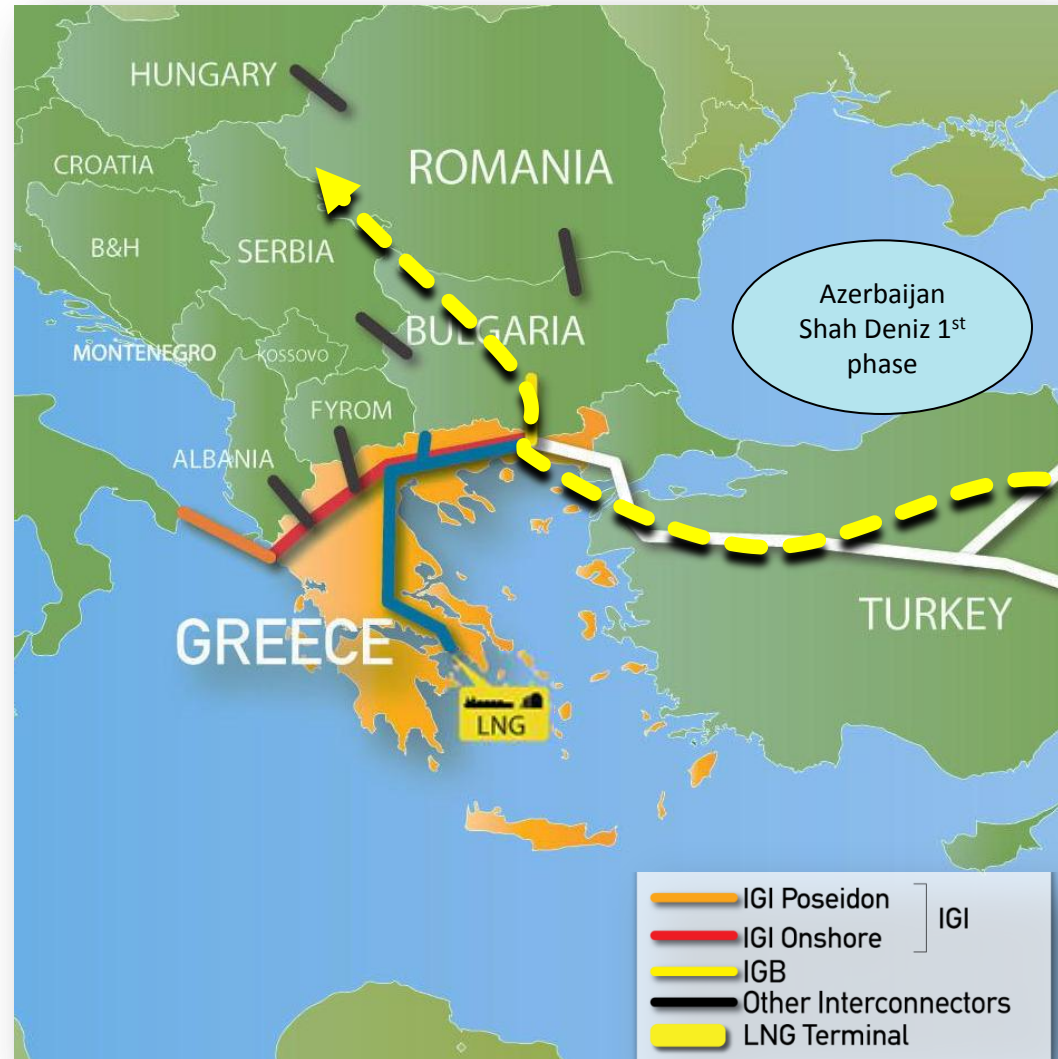 HUNGARY
CROATIA
ROMANIA
B&H
SERBIA
Azerbaijan
Shah Deniz 1st
phase
BULGARIA
MONTENEGRO
KOSSOVO
FYROM
ALBANIA
TURKEY
GREECE
LNG
IGI Poseidon
IGI
IGI Onshore
IGB
Other Interconnectors
LNG Terminal